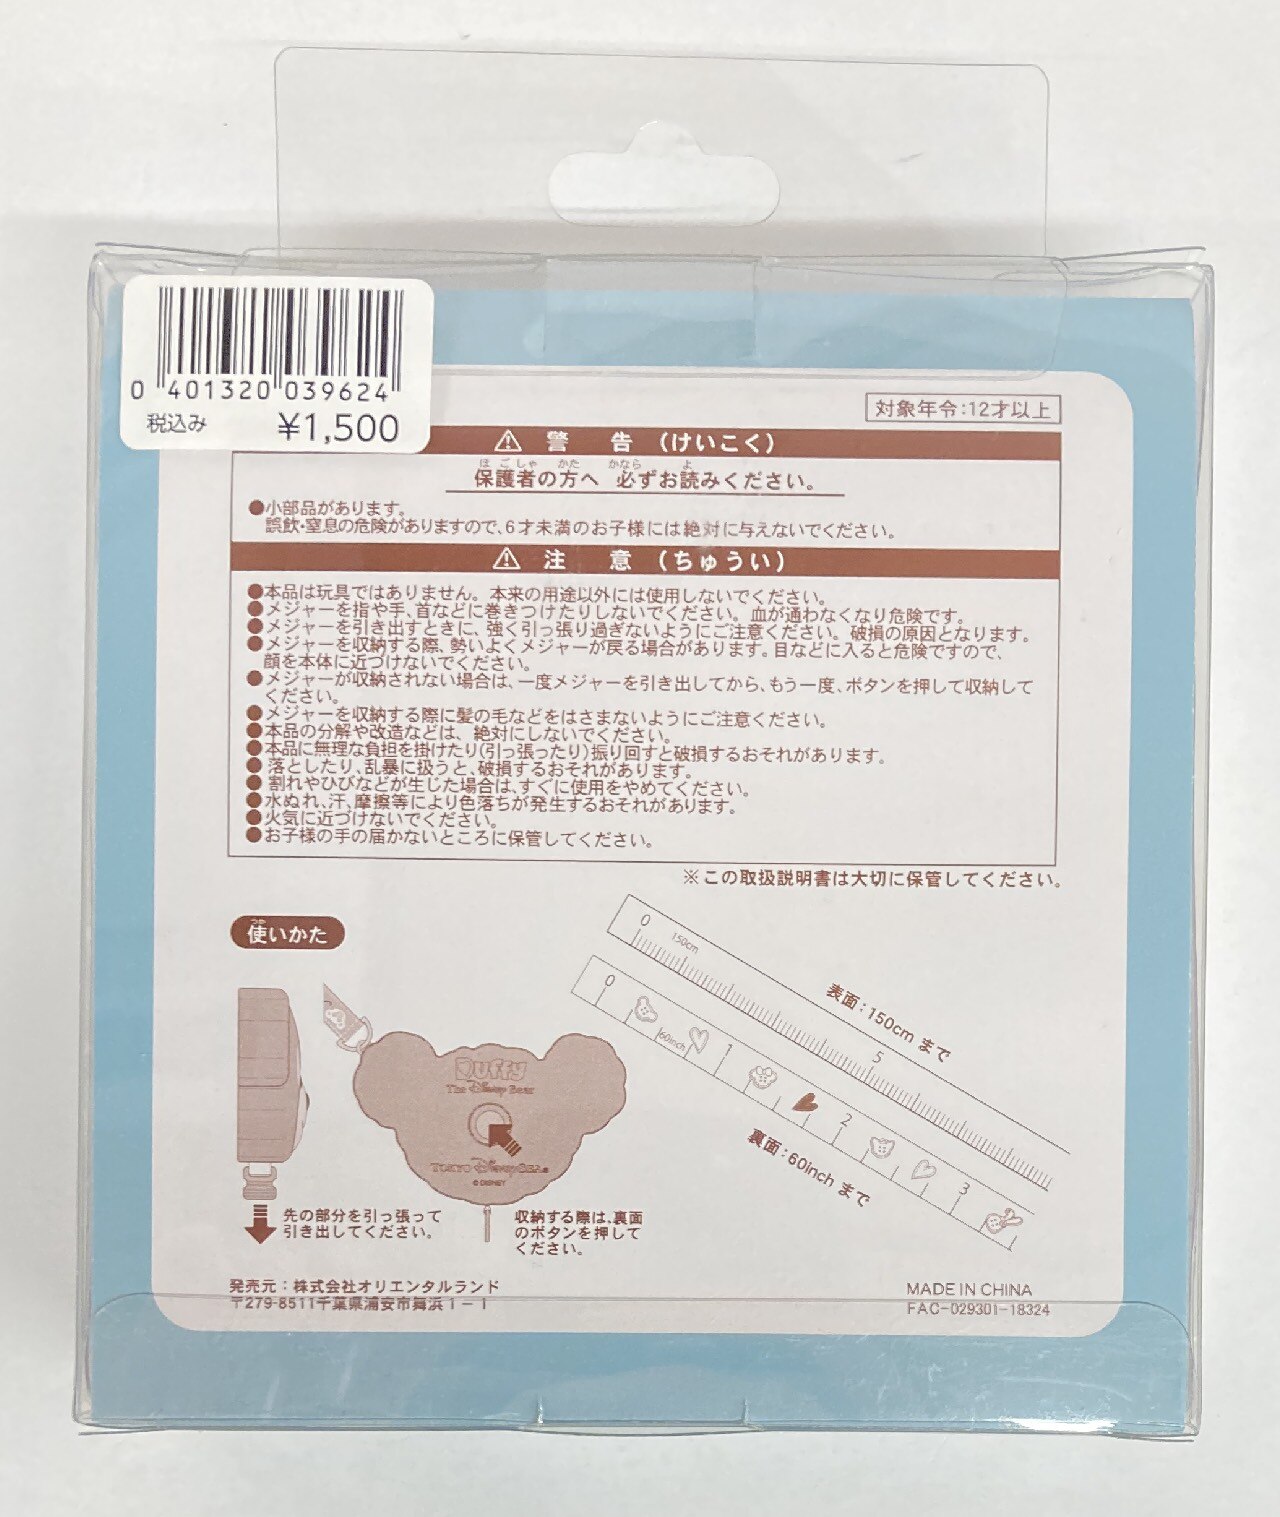 0 401320 039624
税込み ¥1,500
対象年令:12才以上
⚠ 警 告 (けいこく)
保護者の方へ 必ずお読みください。
●小部品があります。
誤飲・窒息の危険がありますので、6才未満のお子様には絶対に与えないでください。
⚠ 注 意 (ちゅうい)
●本品は玩具ではありません。本来の用途以外には使用しないでください。
●メジャーを指や手、首などに巻きつけたりしないでください。血が通わなくなり危険です。
●メジャーを引き出すときに、強く引っ張り過ぎないようにご注意ください。破損の原因となります。
●メジャーを収納する際、勢いよくメジャーが戻る場合があります。目などに入ると危険ですので、
顔を本体に近づけないでください。
●メジャーが収納されない場合は、一度メジャーを引き出してから、もう一度、ボタンを押して収納して
ください。
●メジャーを収納する際に髪の毛などをはさまないようにご注意ください。
●本品の分解や改造などは、絶対にしないでください。
●本品に無理な負担を掛けたり(引っ張ったり)振り回すと破損するおそれがあります。
●落としたり、乱暴に扱うと、破損するおそれがあります。
●割れやひびなどが生じた場合は、すぐに使用をやめてください。
●水ぬれ、汗、摩擦等により色落ちが発生するおそれがあります。
●火気に近づけないでください。
●お子様の手の届かないところに保管してください。
※この取扱説明書は大切に保管してください。
使いかた
0 150cm 5
表面:150cm まで
0 60inch 1 2 3
裏面:60inch まで
Duffy
The Disney Bear
TOKYO DisneySEA®
© DISNEY
先の部分を引っ張って
引き出してください。
収納する際は、裏面
のボタンを押して
ください。
発売元:株式会社オリエンタルランド
〒279-8511千葉県浦安市舞浜1-1
MADE IN CHINA
FAC-029301-18324